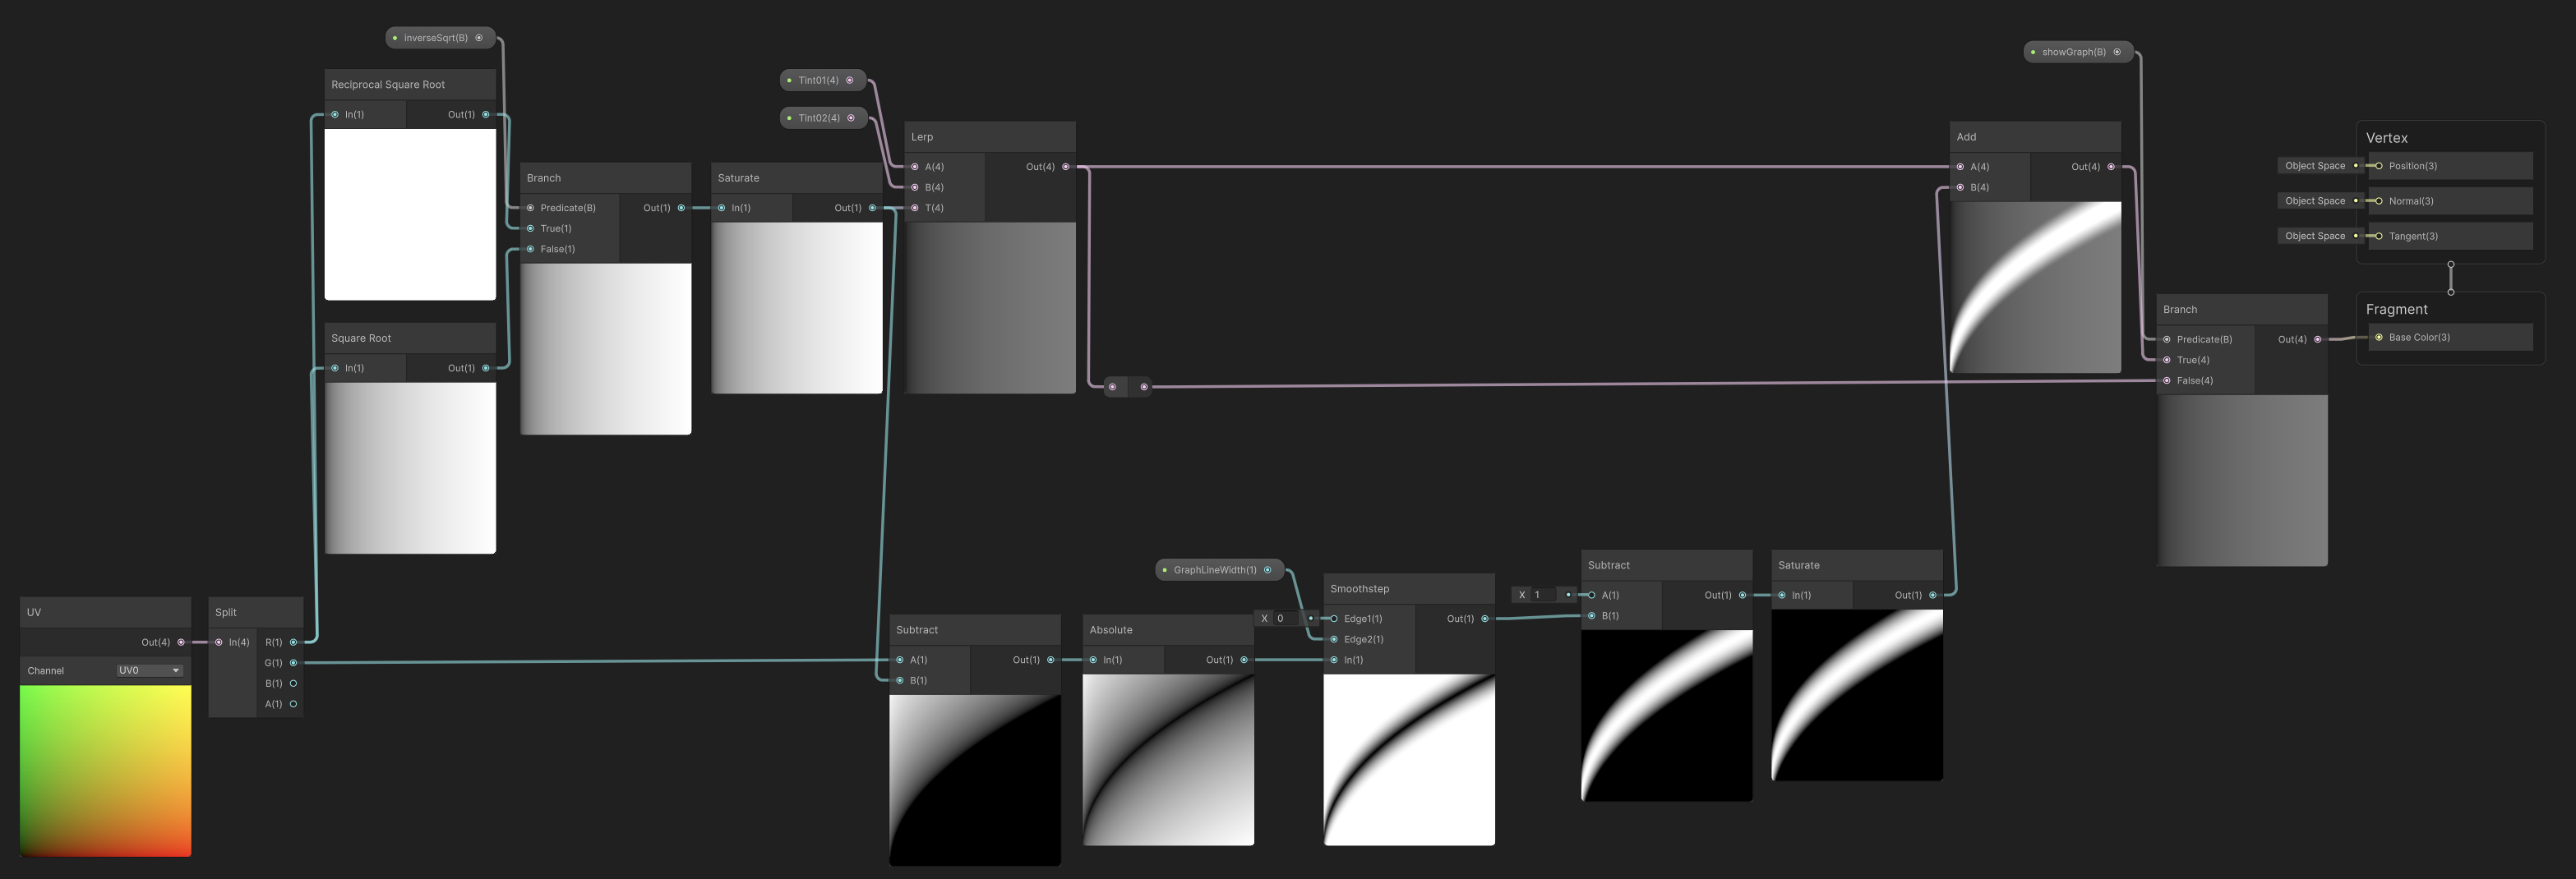 inverseSqrt(B)
Reciprocal Square Root
In(1) Out(1)
Square Root
In(1) Out(1)
UV
Out(4)
Channel UV0
Split
In(4) R(1)
G(1)
B(1)
A(1)
Branch
Predicate(B) Out(1)
True(1)
False(1)
Saturate
In(1) Out(1)
Tint01(4)
Tint02(4)
Lerp
A(4) Out(4)
B(4)
T(4)
Subtract
A(1) Out(1)
B(1)
Absolute
In(1) Out(1)
GraphLineWidth(1)
X 0
Smoothstep
Edge1(1) Out(1)
Edge2(1)
In(1)
X 1
Subtract
A(1) Out(1)
B(1)
Saturate
In(1) Out(1)
Add
A(4) Out(4)
B(4)
showGraph(B)
Branch
Predicate(B) Out(4)
True(4)
False(4)
Vertex
Object Space Position(3)
Object Space Normal(3)
Object Space Tangent(3)
Fragment
Base Color(3)